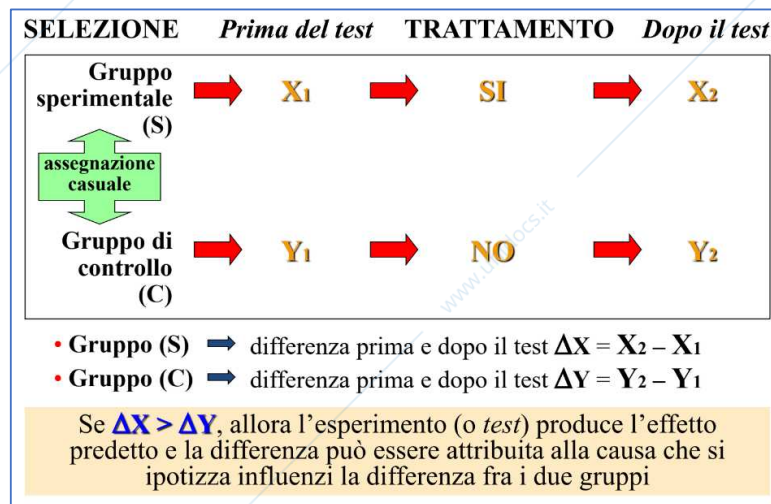 SELEZIONE Prima del test TRATTAMENTO Dopo il test
Gruppo
sperimentale
(S)
X₁ SI X₂
assegnazione
casuale
Gruppo di
controllo
(C)
Y₁ NO Y₂
• Gruppo (S) differenza prima e dopo il test ΔX = X₂ – X₁
• Gruppo (C) differenza prima e dopo il test ΔY = Y₂ – Y₁
Se ΔX > ΔY, allora l’esperimento (o test) produce l’effetto
predetto e la differenza può essere attribuita alla causa che si
ipotizza influenzi la differenza fra i due gruppi